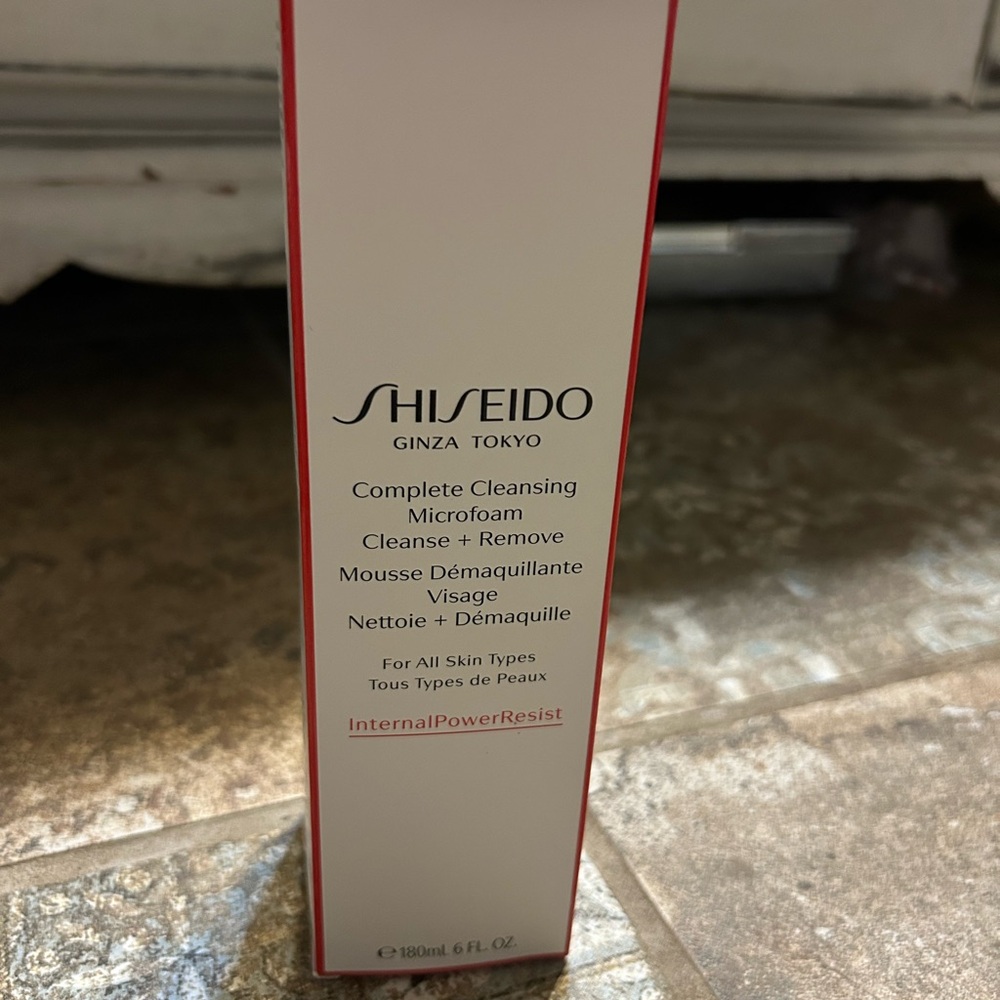 SHISEIDO
GINZA TOKYO
Complete Cleansing
Microfoam
Cleanse + Remove
Mousse Démaquillante
Visage
Nettoie + Démaquille
For All Skin Types
Tous Types de Peaux
InternalPowerResist
℮ 180mL 6 FL. OZ.